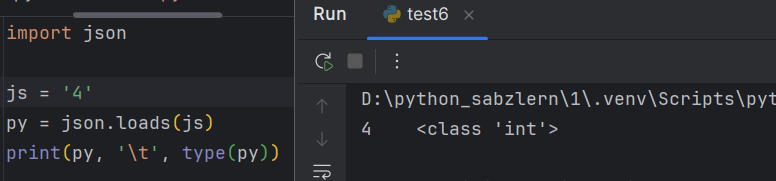 import json
js = '4'
py = json.loads(js)
print(py, '\t', type(py))
Run
test6
D:\python_sabzlern\1\.venv\Scripts\pyt
4    <class 'int'>